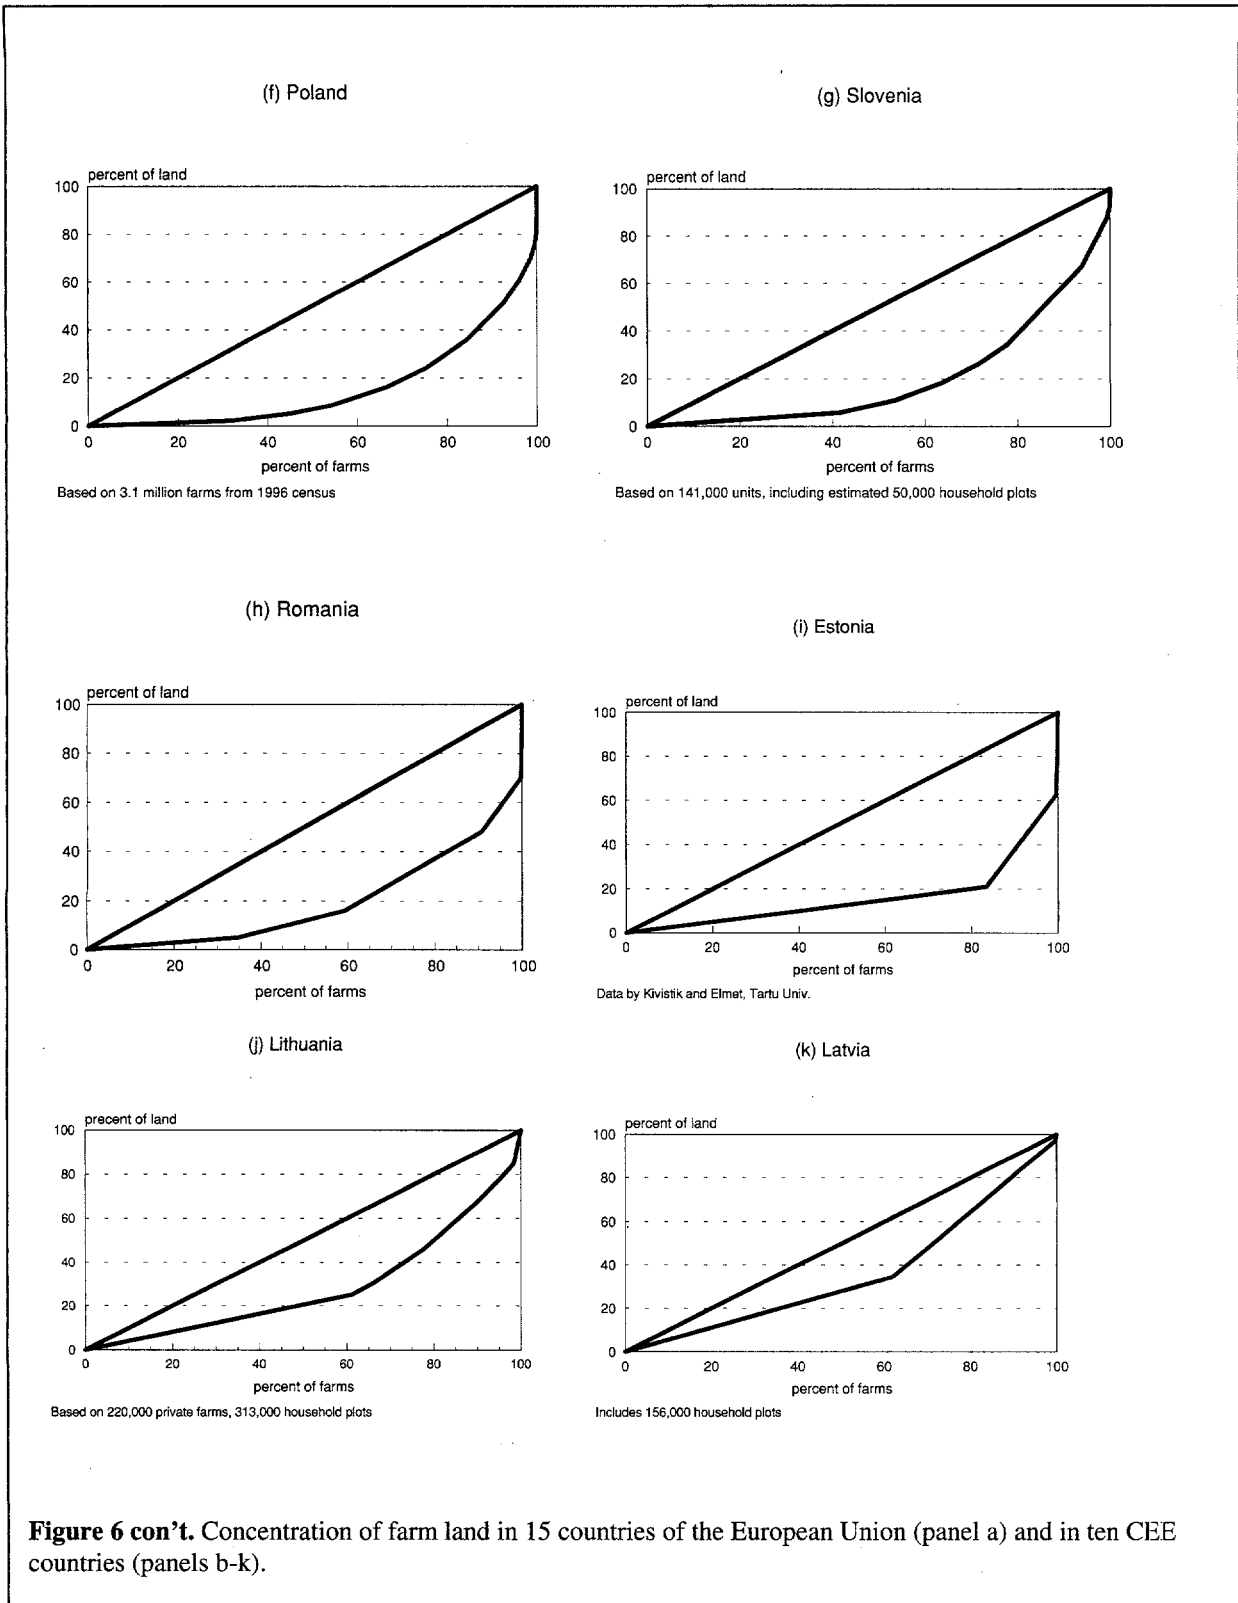 (f) Poland
percent of land
100
80
60
40
20
0
0 20 40 60 80 100
percent of farms
Based on 3.1 million farms from 1996 census
(g) Slovenia
percent of land
100
80
60
40
20
0
0 20 40 60 80 100
percent of farms
Based on 141,000 units, including estimated 50,000 household plots
(h) Romania
percent of land
100
80
60
40
20
0
0 20 40 60 80 100
percent of farms
(i) Estonia
percent of land
100
80
60
40
20
0
0 20 40 60 80 100
percent of farms
Data by Kivistik and Elmet, Tartu Univ.
(j) Lithuania
precent of land
100
80
60
40
20
0
0 20 40 60 80 100
percent of farms
Based on 220,000 private farms, 313,000 household plots
(k) Latvia
percent of land
100
80
60
40
20
0
0 20 40 60 80 100
percent of farms
Includes 156,000 household plots
Figure 6 con't. Concentration of farm land in 15 countries of the European Union (panel a) and in ten CEE
countries (panels b-k).